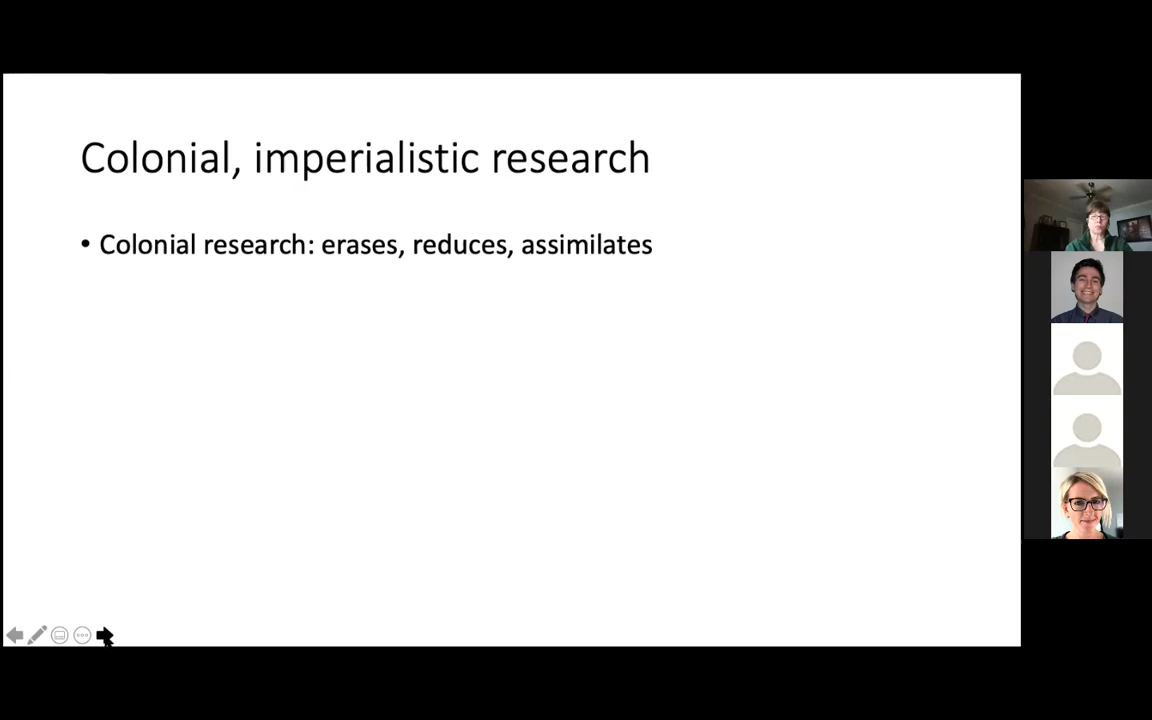 Colonial, imperialistic research
• Colonial research: erases, reduces, assimilates